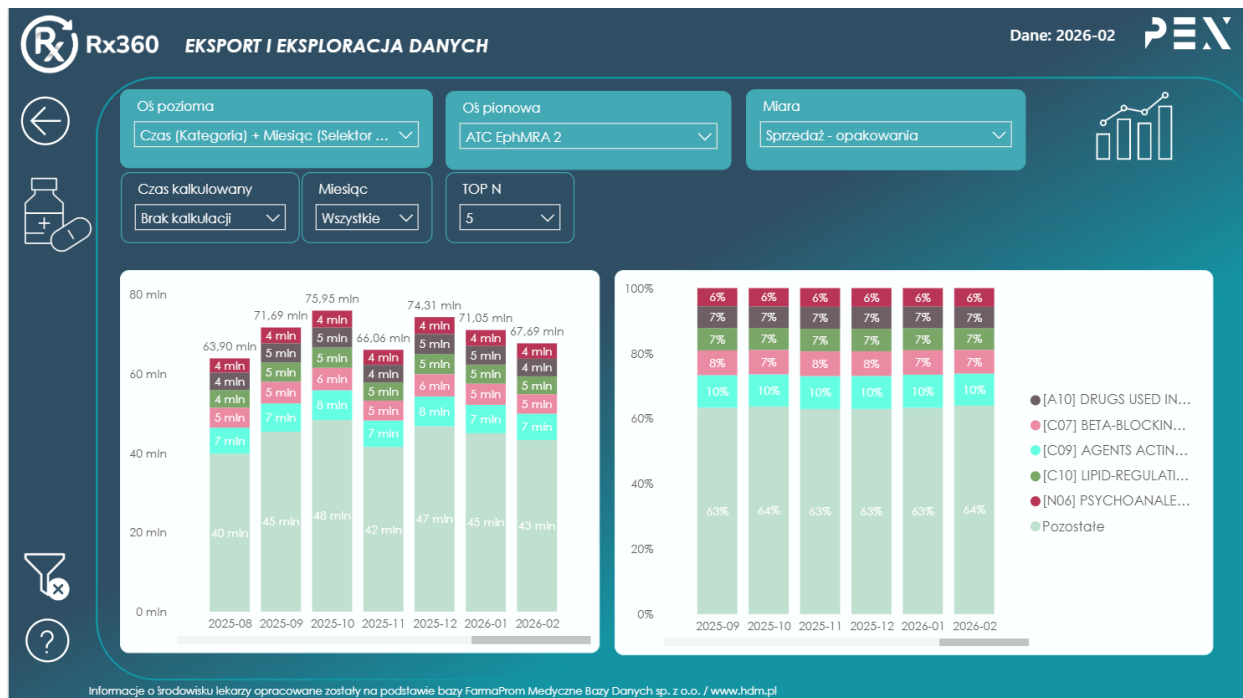 Rx Rx360 EKSPORT I EKSPLORACJA DANYCH
Dane: 2026-02 PEX
Oś pozioma
Czas (Kategoria) + Miesiąc (Selektor ...
Oś pionowa
ATC EphMRA 2
Miara
Sprzedaż - opakowania
Czas kalkulowany
Brak kalkulacji
Miesiąc
Wszystkie
TOP N
5
80 mln
60 mln
40 mln
20 mln
0 mln
63,90 mln
4 mln
4 mln
4 mln
5 mln
7 mln
40 mln
2025-08
71,69 mln
4 mln
5 mln
5 mln
5 mln
7 mln
45 mln
2025-09
75,95 mln
4 mln
5 mln
5 mln
6 mln
8 mln
48 mln
2025-10
66,06 mln
4 mln
4 mln
5 mln
5 mln
7 mln
42 mln
2025-11
74,31 mln
4 mln
5 mln
5 mln
6 mln
8 mln
47 mln
2025-12
71,05 mln
4 mln
5 mln
5 mln
5 mln
7 mln
45 mln
2026-01
67,69 mln
4 mln
4 mln
5 mln
5 mln
7 mln
43 mln
2026-02
100%
80%
60%
40%
20%
0%
6% 6% 6% 6% 6% 6%
7% 7% 7% 7% 7% 7%
7% 7% 7% 7% 7% 7%
8% 7% 8% 8% 7% 7%
10% 10% 10% 10% 10% 10%
63% 64% 63% 63% 63% 64%
2025-09 2025-10 2025-11 2025-12 2026-01 2026-02
[A10] DRUGS USED IN...
[C07] BETA-BLOCKIN...
[C09] AGENTS ACTIN...
[C10] LIPID-REGULATI...
[N06] PSYCHOANALE...
Pozostałe
?
Informacje o środowisku lekarzy opracowane zostały na podstawie bazy FarmaProm Medyczne Bazy Danych sp. z o.o. / www.hdm.pl